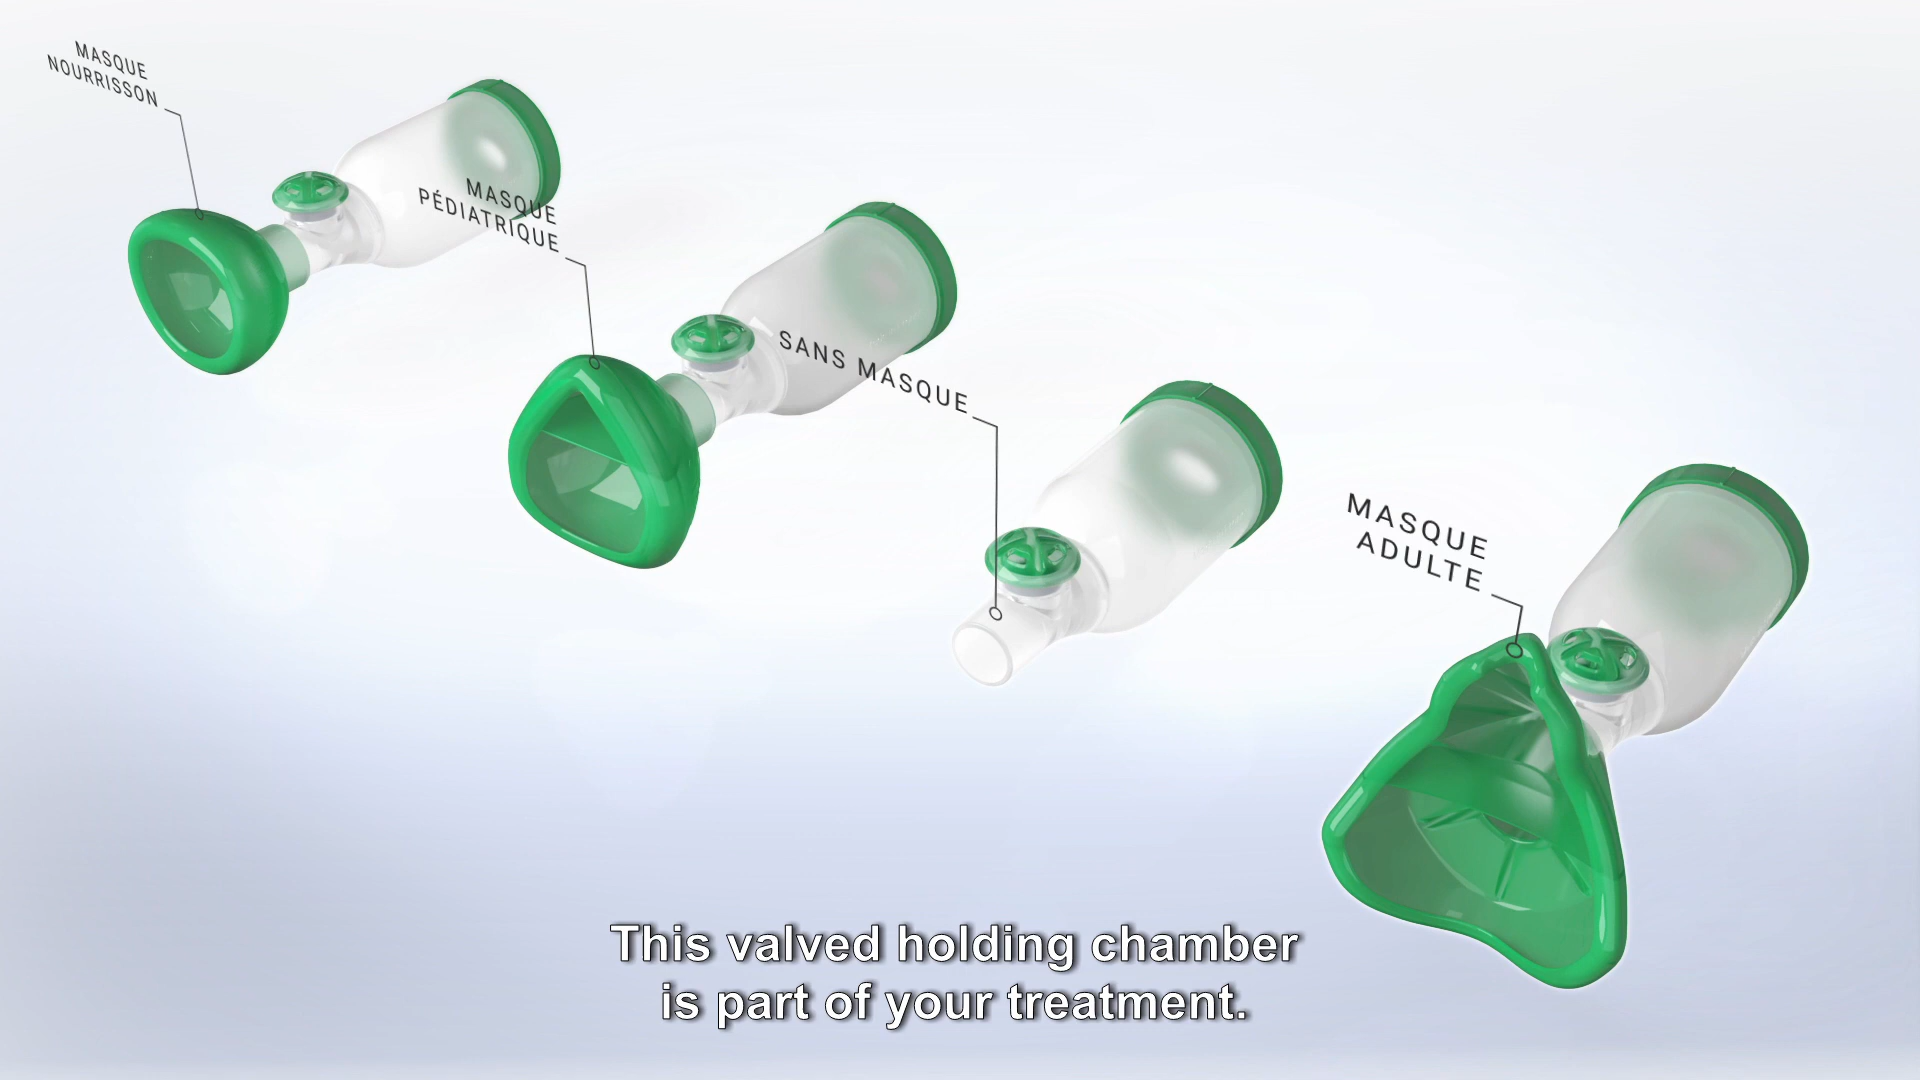 MASQUE
NOURRISSON
MASQUE
PÉDIATRIQUE
SANS MASQUE
MASQUE
ADULTE
This valved holding chamber
is part of your treatment.